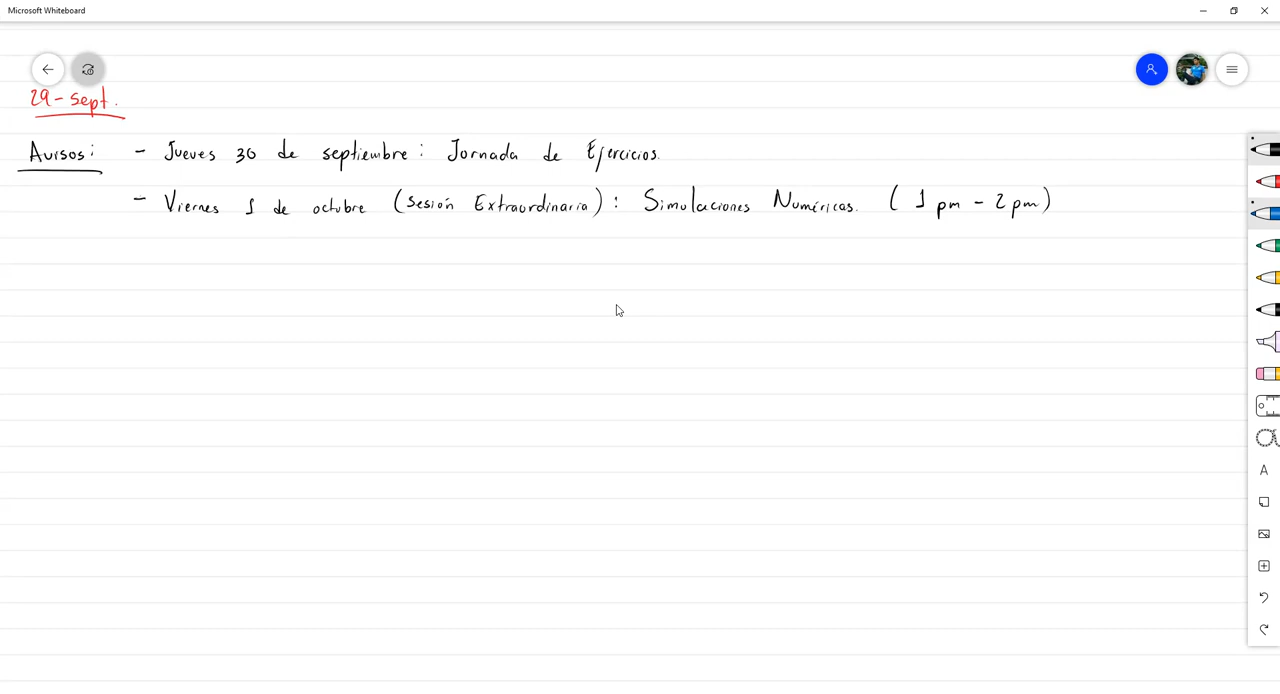 Microsoft Whiteboard
29 - Sept.
Avisos: - Jueves 30 de septiembre: Jornada de Ejercicios.
- Viernes 1 de octubre (Sesión Extraordinaria): Simulaciones Numéricas. (1 pm - 2 pm)
A